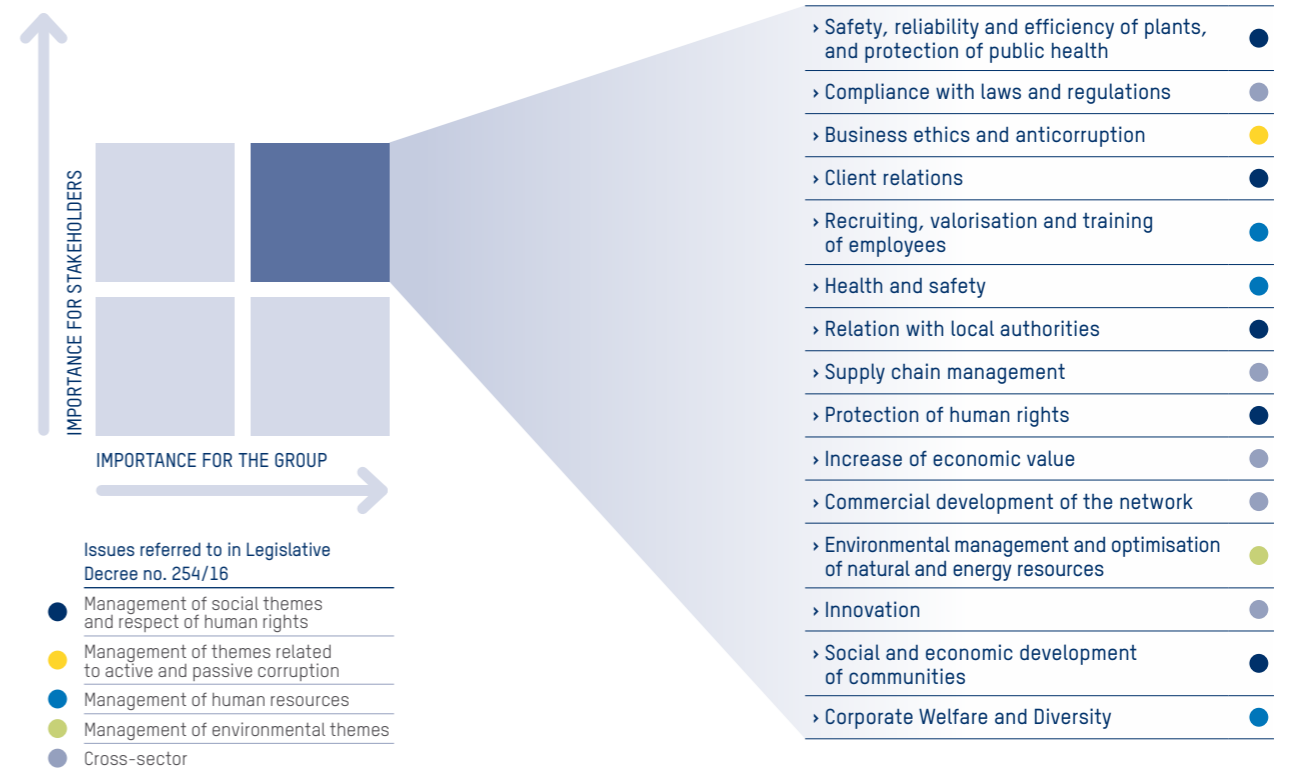 IMPORTANCE FOR STAKEHOLDERS
IMPORTANCE FOR THE GROUP
Issues referred to in Legislative
Decree no. 254/16
Management of social themes
and respect of human rights
Management of themes related
to active and passive corruption
Management of human resources
Management of environmental themes
Cross-sector
› Safety, reliability and efficiency of plants,
and protection of public health
› Compliance with laws and regulations
› Business ethics and anticorruption
› Client relations
› Recruiting, valorisation and training
of employees
› Health and safety
› Relation with local authorities
› Supply chain management
› Protection of human rights
› Increase of economic value
› Commercial development of the network
› Environmental management and optimisation
of natural and energy resources
› Innovation
› Social and economic development
of communities
› Corporate Welfare and Diversity